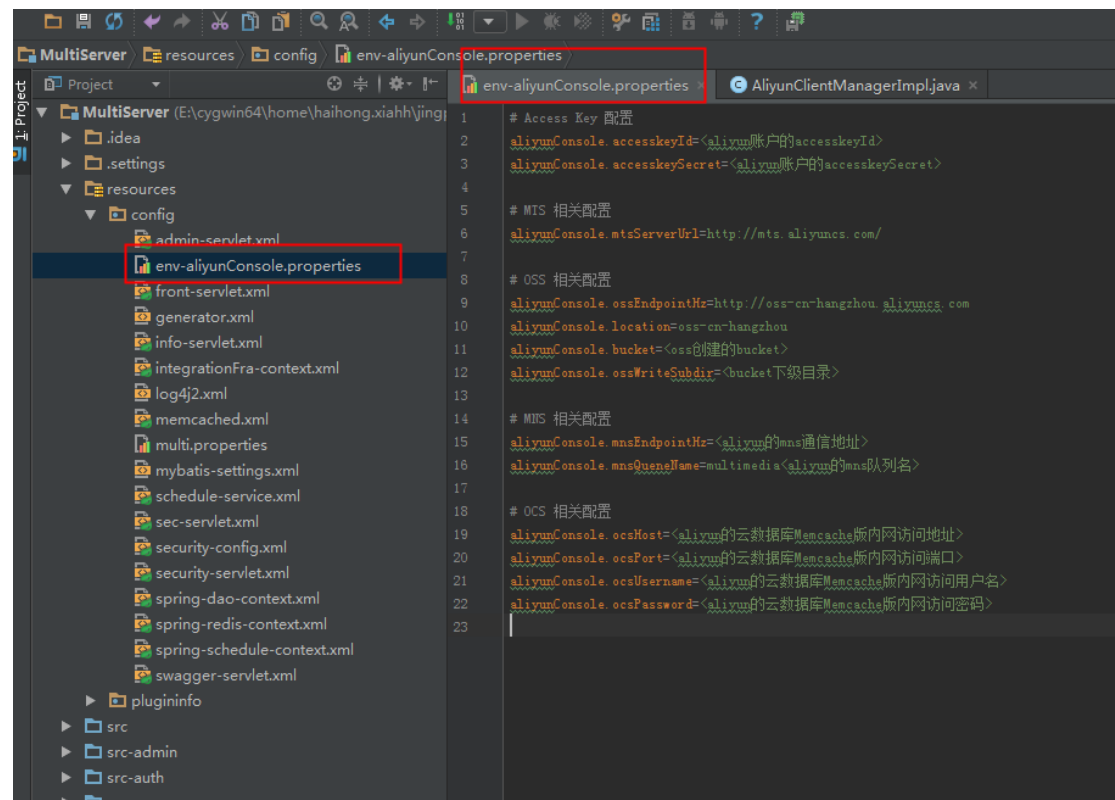 MultiServer resources config env-aliyunConsole.properties
1: Project
Project
env-aliyunConsole.properties
AliyunClientManagerImpl.java
MultiServer (E:\cygwin64\home\haihong.xiahh\jingp
.idea
.settings
resources
config
admin-servlet.xml
env-aliyunConsole.properties
front-servlet.xml
generator.xml
info-servlet.xml
integrationFra-context.xml
log4j2.xml
memcached.xml
multi.properties
mybatis-settings.xml
schedule-service.xml
sec-servlet.xml
security-config.xml
security-servlet.xml
spring-dao-context.xml
spring-redis-context.xml
spring-schedule-context.xml
swagger-servlet.xml
plugininfo
src
src-admin
src-auth
1 # Access Key 配置
2 aliyunConsole.accesskeyId=<aliyun账户的accesskeyId>
3 aliyunConsole.accesskeySecret=<aliyun账户的accesskeySecret>
4
5 # MTS 相关配置
6 aliyunConsole.mtsServerUrl=http://mts.aliyuncs.com/
7
8 # OSS 相关配置
9 aliyunConsole.ossEndpointHz=http://oss-cn-hangzhou.aliyuncs.com
10 aliyunConsole.location=oss-cn-hangzhou
11 aliyunConsole.bucket=<oss创建的bucket>
12 aliyunConsole.ossWriteSubdir=<bucket下级目录>
13
14 # MNS 相关配置
15 aliyunConsole.mnsEndpointHz=<aliyun的mns通信地址>
16 aliyunConsole.mnsQueneName=multimedia<aliyun的mns队列名>
17
18 # OCS 相关配置
19 aliyunConsole.ocsHost=<aliyun的云数据库Memcache版内网访问地址>
20 aliyunConsole.ocsPort=<aliyun的云数据库Memcache版内网访问端口>
21 aliyunConsole.ocsUsername=<aliyun的云数据库Memcache版内网访问用户名>
22 aliyunConsole.ocsPassword=<aliyun的云数据库Memcache版内网访问密码>
23